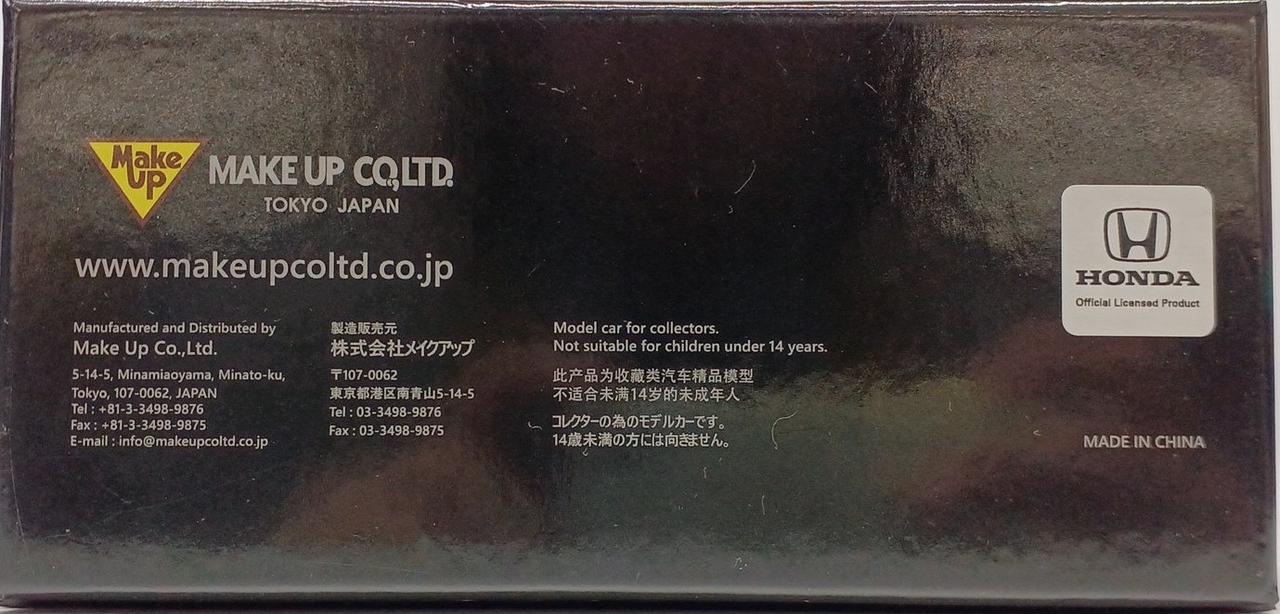 Make Up
MAKE UP CO.,LTD.
TOKYO JAPAN
www.makeupcoltd.co.jp
Manufactured and Distributed by
Make Up Co.,Ltd.
5-14-5, Minamiaoyama, Minato-ku,
Tokyo, 107-0062, JAPAN
Tel : +81-3-3498-9876
Fax : +81-3-3498-9875
E-mail : info@makeupcoltd.co.jp
製造販売元
株式会社メイクアップ
〒107-0062
東京都港区南青山5-14-5
Tel : 03-3498-9876
Fax : 03-3498-9875
Model car for collectors.
Not suitable for children under 14 years.
此产品为收藏类汽车精品模型
不适合未满14岁的未成年人
コレクターの為のモデルカーです。
14歳未満の方には向きません。
HONDA
Official Licensed Product
MADE IN CHINA